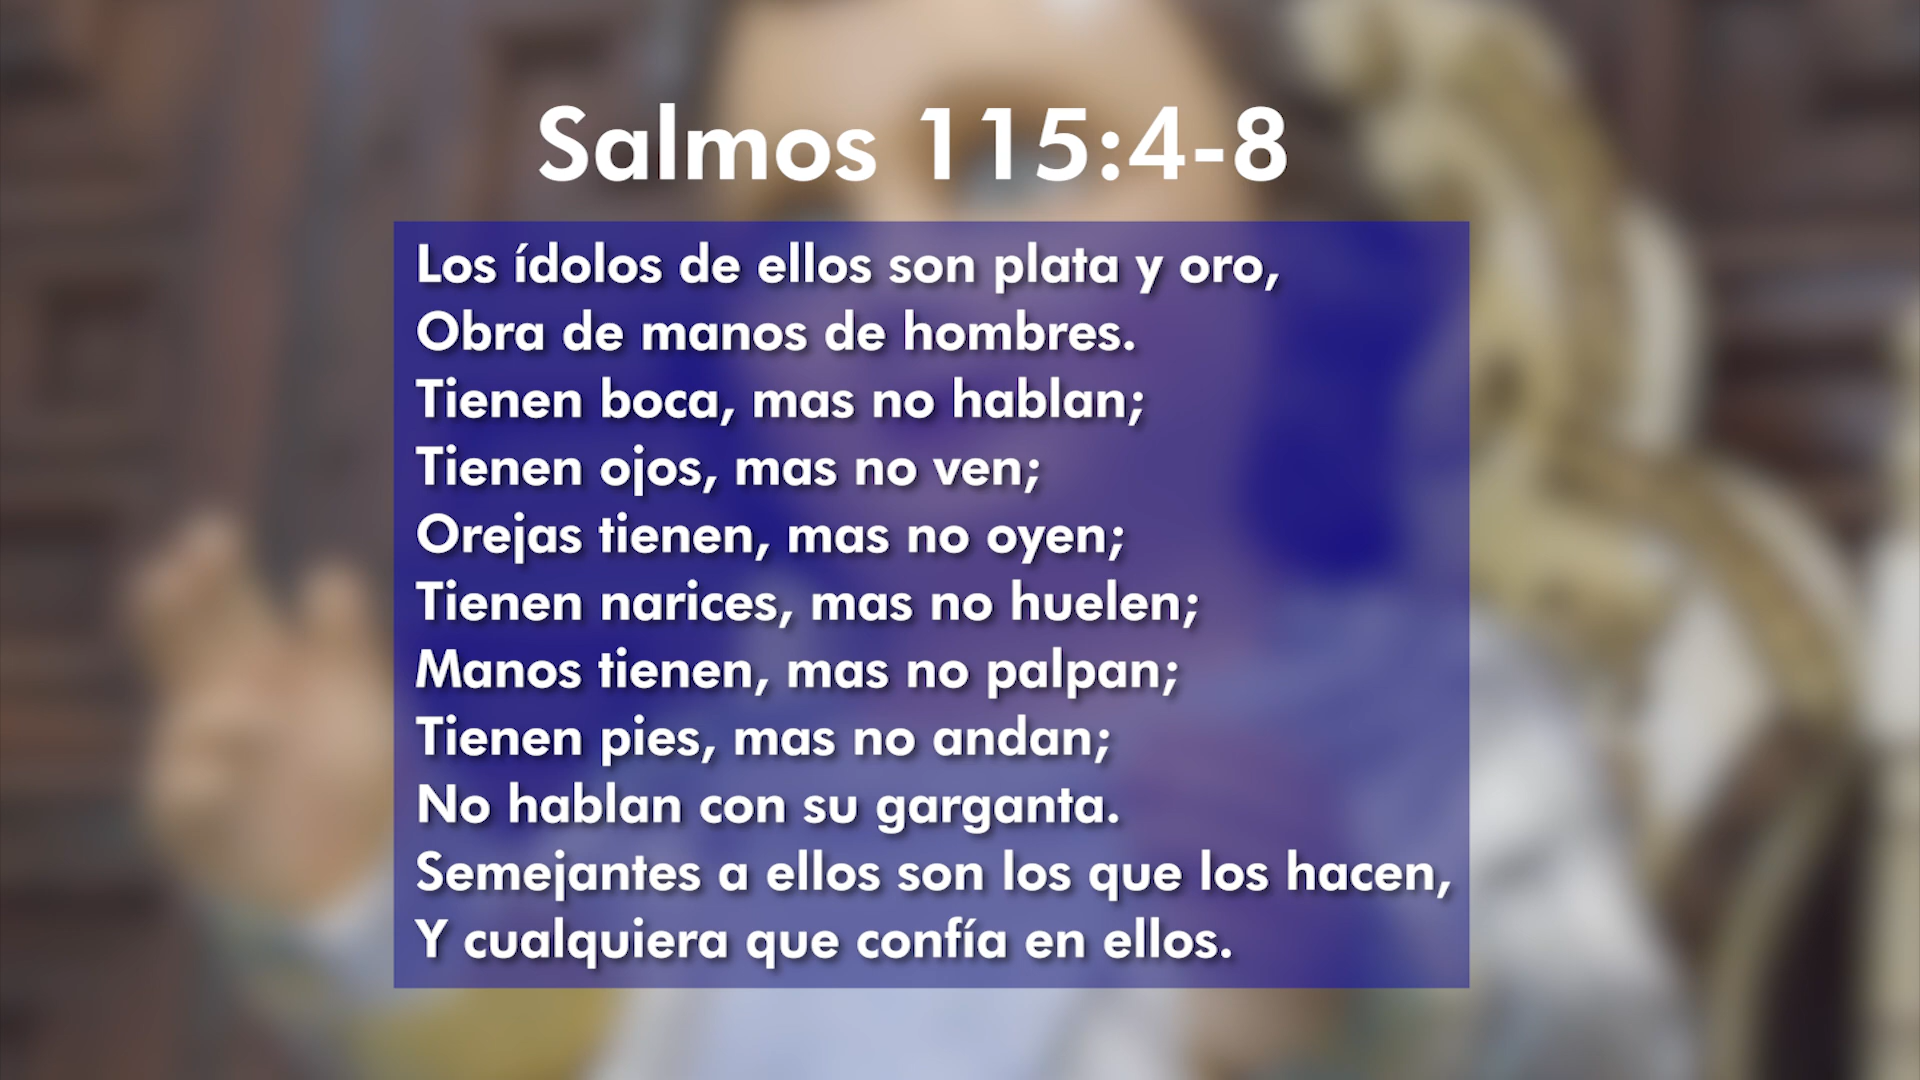 Salmos 115:4-8
Los ídolos de ellos son plata y oro,
Obra de manos de hombres.
Tienen boca, mas no hablan;
Tienen ojos, mas no ven;
Orejas tienen, mas no oyen;
Tienen narices, mas no huelen;
Manos tienen, mas no palpan;
Tienen pies, mas no andan;
No hablan con su garganta.
Semejantes a ellos son los que los hacen,
Y cualquiera que confía en ellos.